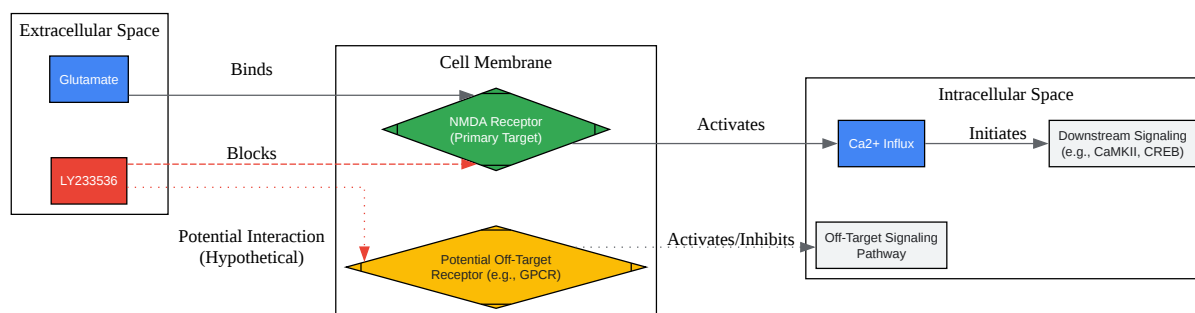 Extracellular Space
Glutamate
LY233536
Binds
Blocks
Potential Interaction
(Hypothetical)
Cell Membrane
NMDA Receptor
(Primary Target)
Potential Off-Target
Receptor (e.g., GPCR)
Activates
Activates/Inhibits
Intracellular Space
Ca2+ Influx
Initiates
Downstream Signaling
(e.g., CaMKII, CREB)
Off-Target Signaling
Pathway